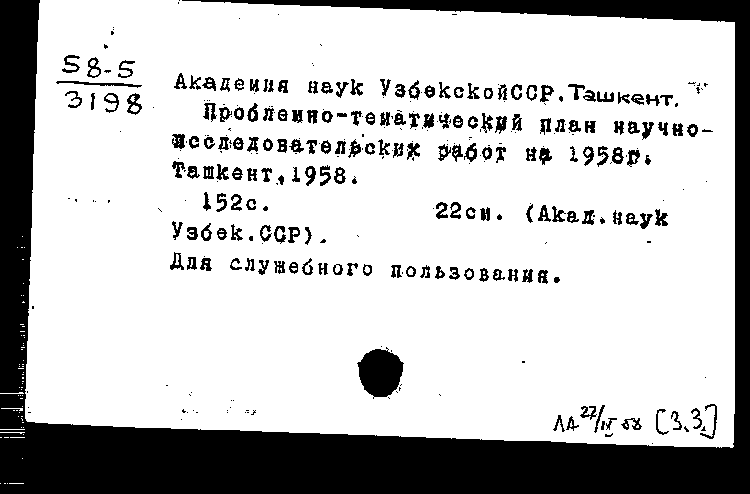 58-5
3198
Академия наук УзбекскойССР.Ташкент.
Проблемно-тематический план научно-
исследовательских работ на 1958г.
Ташкент,1958.
152с. 22см. (Акад.наук
Узбек.ССР).
Для служебного пользования.
ЛА 27/IV 58 [3.3.]